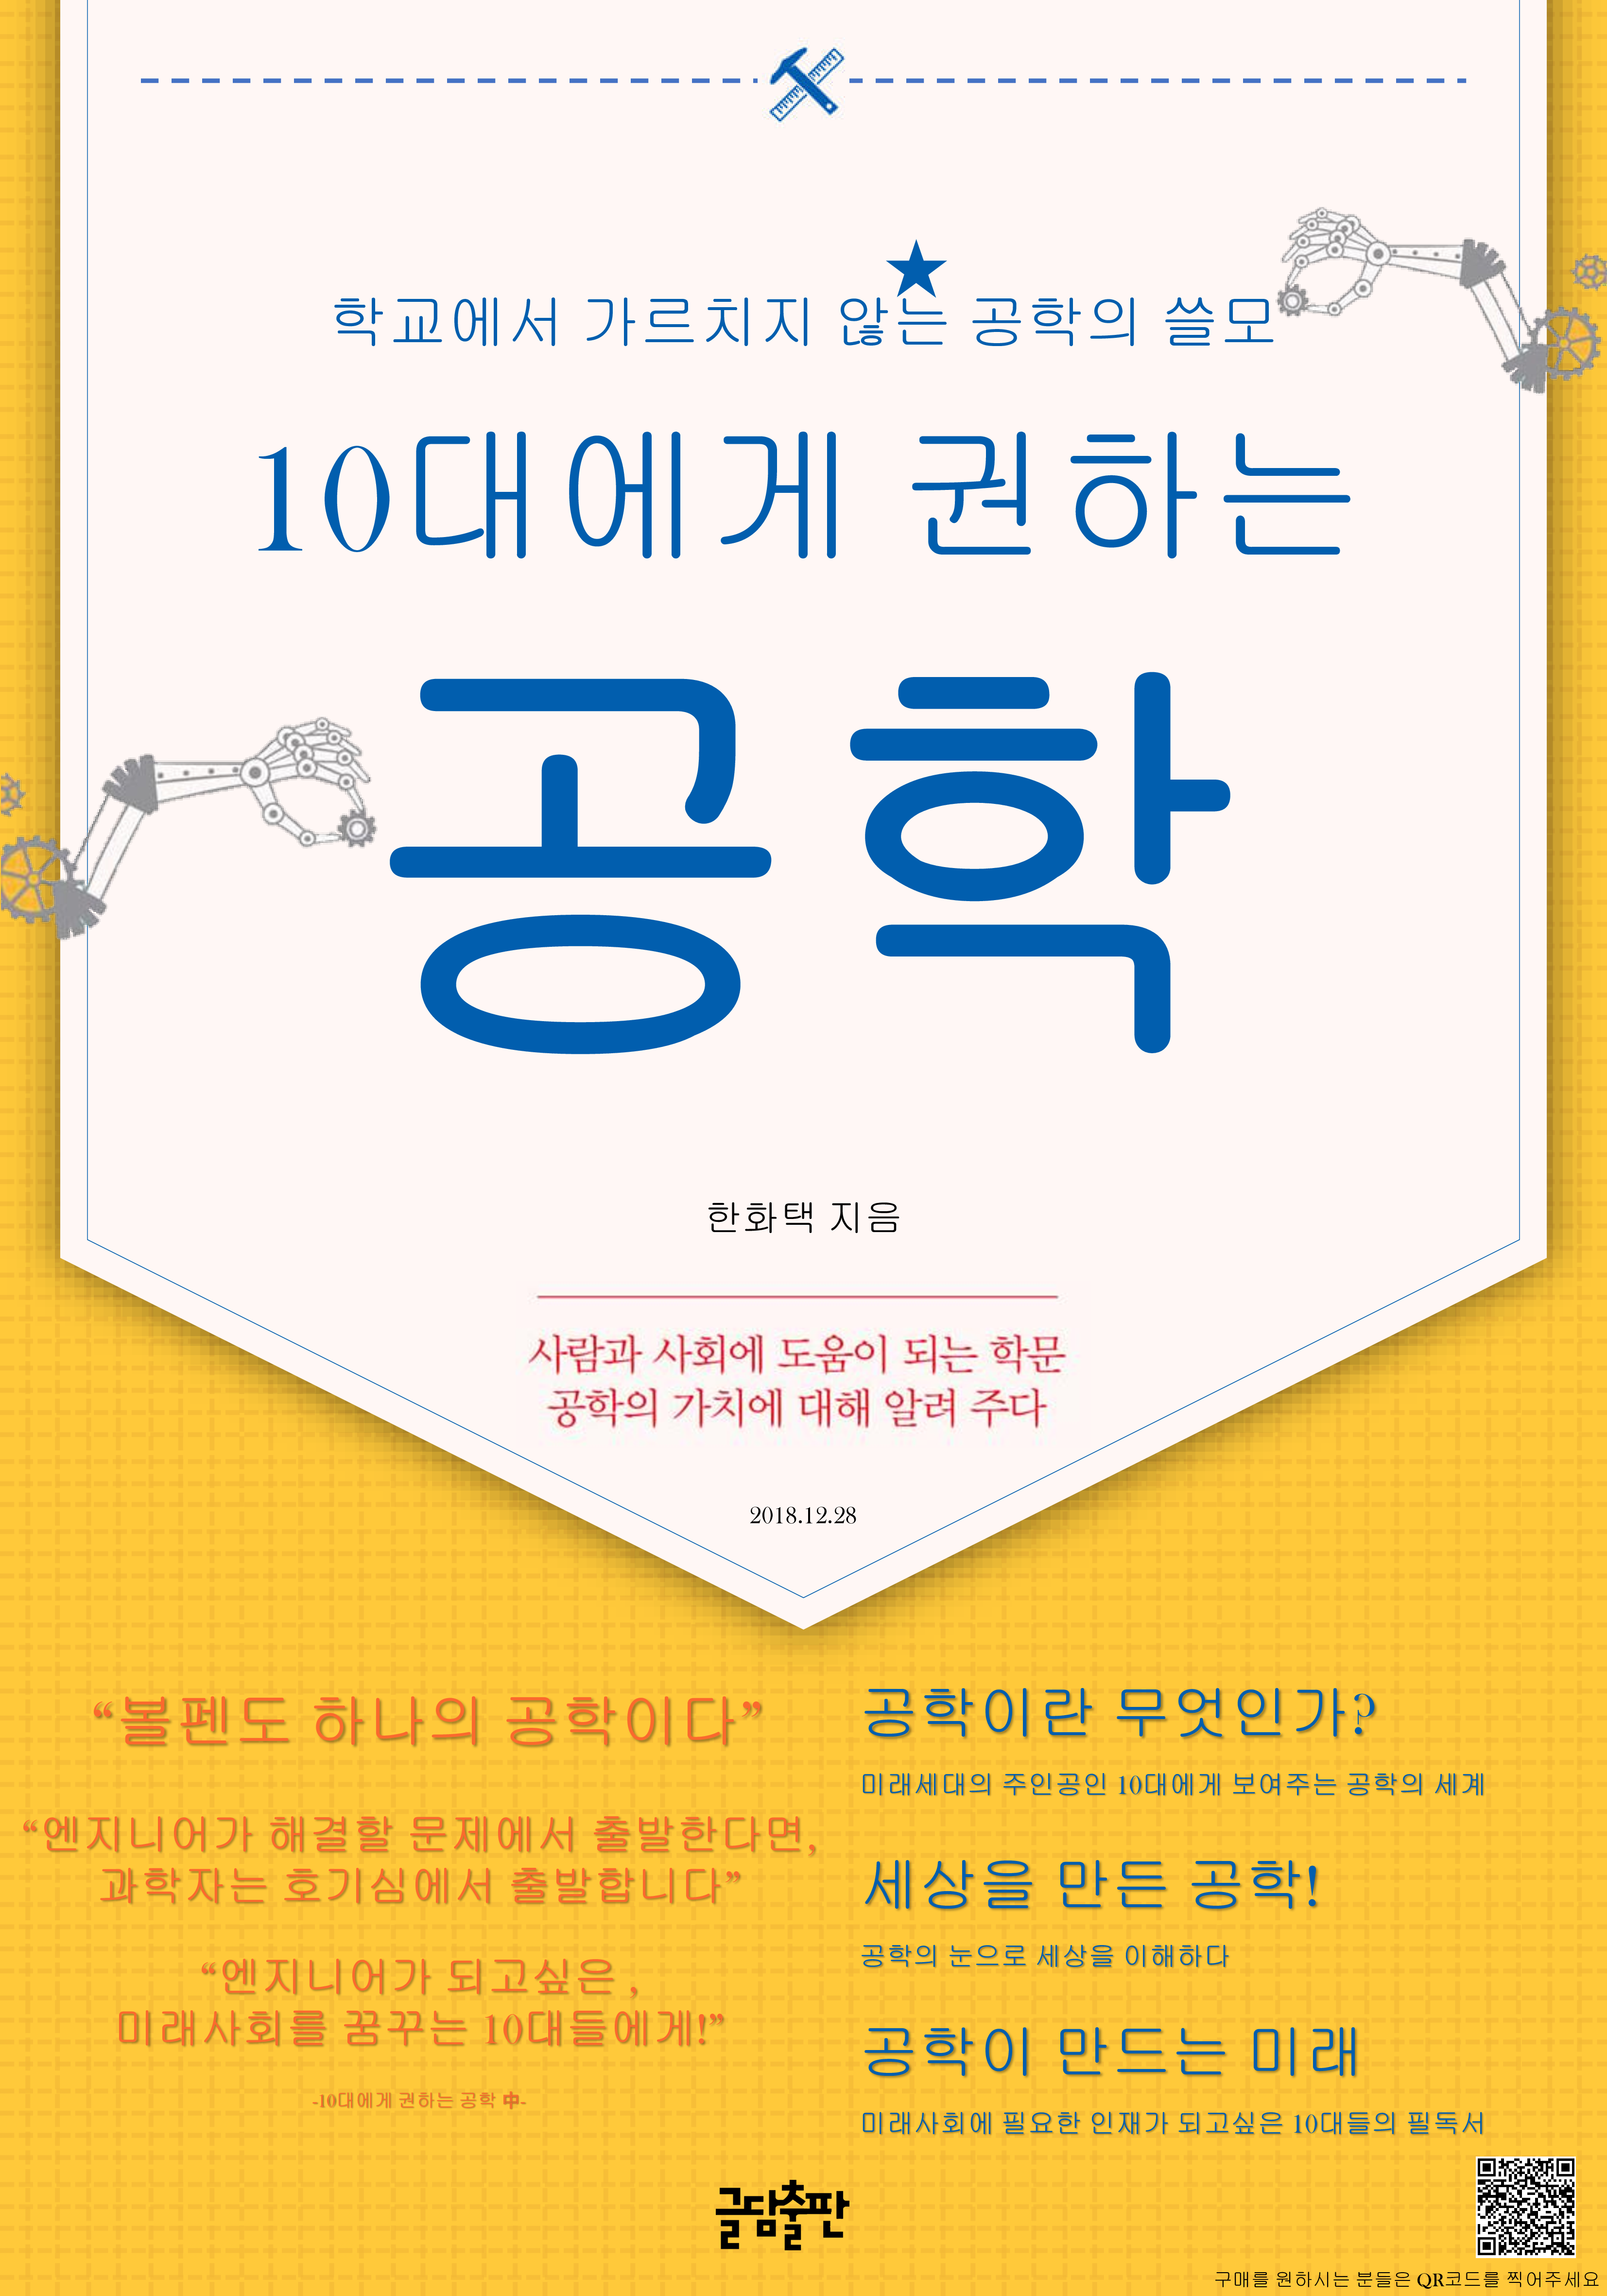 학교에서 가르치지 않는 공학의 쓸모
10대에게 권하는
공학
한화택 지음
사람과 사회에 도움이 되는 학문
공학의 가치에 대해 알려 주다
2018.12.28
“볼펜도 하나의 공학이다”
“엔지니어가 해결할 문제에서 출발한다면,
과학자는 호기심에서 출발합니다”
“엔지니어가 되고싶은 ,
미래사회를 꿈꾸는 10대들에게!”
-10대에게 권하는 공학 中-
공학이란 무엇인가?
미래세대의 주인공인 10대에게 보여주는 공학의 세계
세상을 만든 공학!
공학의 눈으로 세상을 이해하다
공학이 만드는 미래
미래사회에 필요한 인재가 되고싶은 10대들의 필독서
글담출판
구매를 원하시는 분들은 QR코드를 찍어주세요